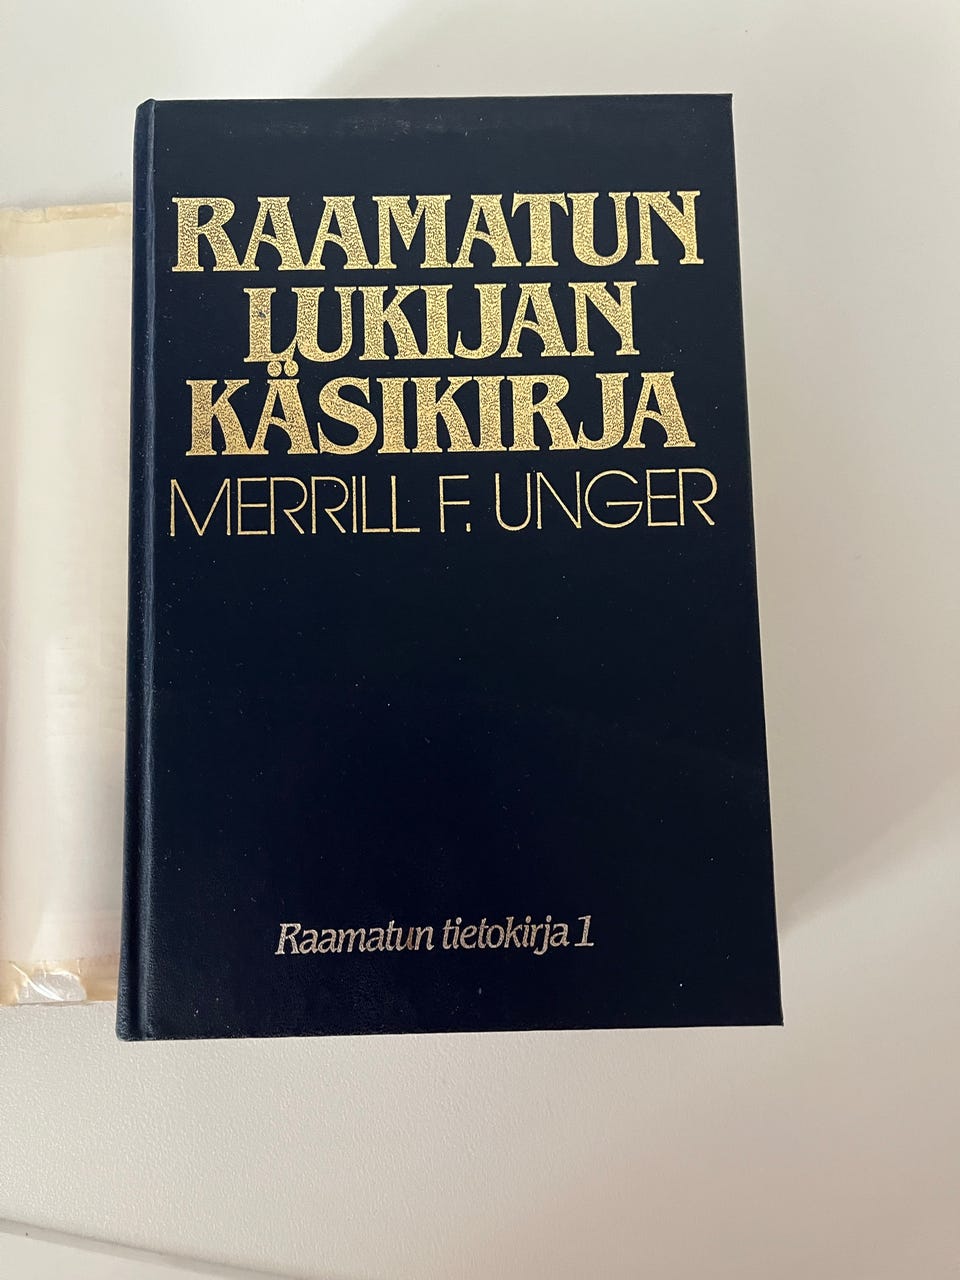 RAAMATUN
LUKIJAN
KÄSIKIRJA
MERRILL F. UNGER
Raamatun tietokirja 1